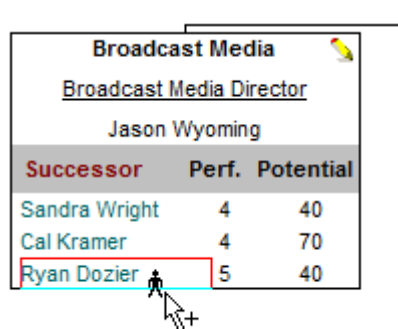 Broadcast Media
Broadcast Media Director
Jason Wyoming
Successor Perf. Potential
Sandra Wright 4 40
Cal Kramer 4 70
Ryan Dozier 5 40